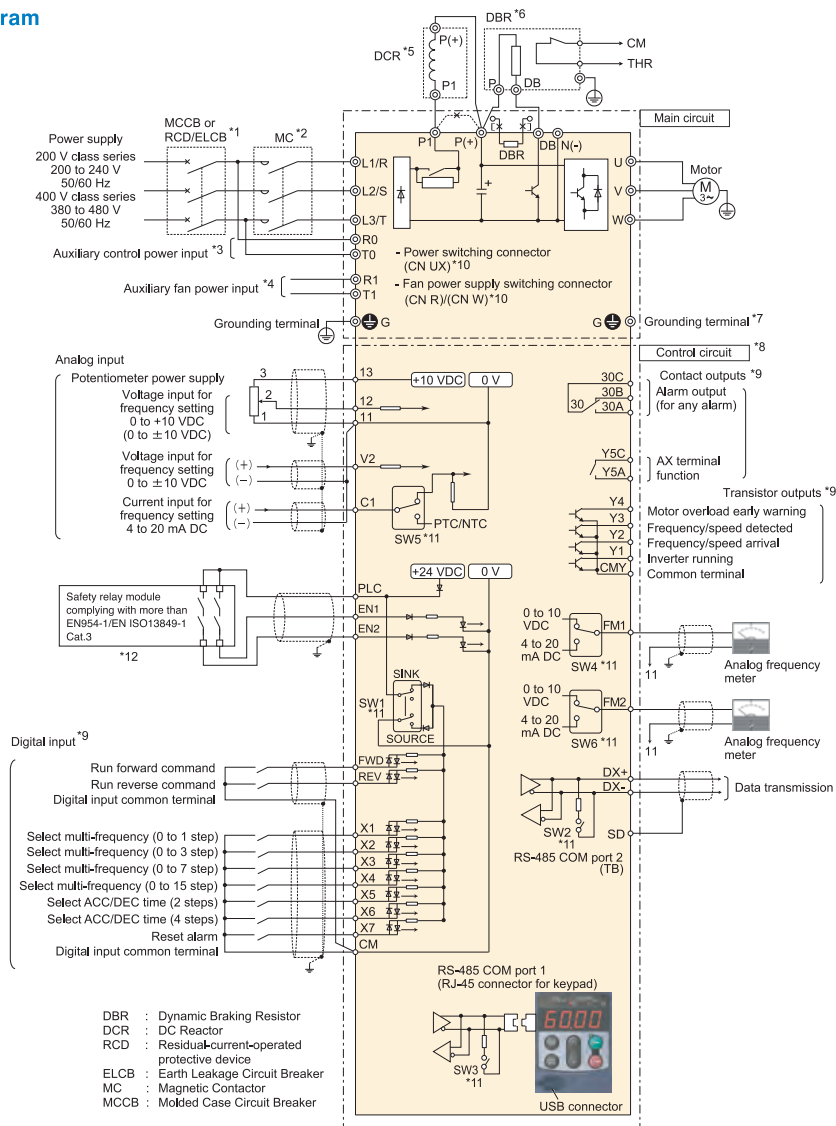 ram
DBR *6
DCR *5
P(+)
P1
P
DB
CM
THR
Main circuit
MCCB or
RCD/ELCB *1
MC *2
Power supply
200 V class series
200 to 240 V
50/60 Hz
400 V class series
380 to 480 V
50/60 Hz
P1
P(+)
DBR
DB
N(-)
L1/R
L2/S
L3/T
U
V
W
Motor
M
3~
R0
T0
Auxiliary control power input *3
- Power switching connector
(CN UX) *10
R1
T1
Auxiliary fan power input *4
- Fan power supply switching connector
(CN R)/(CN W) *10
Grounding terminal
G
G
Grounding terminal *7
Control circuit *8
Analog input
Potentiometer power supply
Voltage input for
frequency setting
0 to +10 VDC
(0 to ±10 VDC)
3
2
1
13
12
11
+10 VDC
0 V
Voltage input for
frequency setting
0 to ±10 VDC
(+)
(-)
V2
Current input for
frequency setting
4 to 20 mA DC
(+)
(-)
C1
PTC/NTC
SW5 *11
30C
30B
30
30A
Contact outputs *9
Alarm output
(for any alarm)
Y5C
Y5A
AX terminal
function
Transistor outputs *9
Y4
Motor overload early warning
Y3
Frequency/speed detected
Y2
Frequency/speed arrival
Y1
Inverter running
CMY
Common terminal
Safety relay module
complying with more than
EN954-1/EN ISO13849-1
Cat.3
*12
+24 VDC
0 V
PLC
EN1
EN2
SINK
SW1
*11
SOURCE
0 to 10
VDC
4 to 20
mA DC
SW4 *11
FM1
11
Analog frequency
meter
0 to 10
VDC
4 to 20
mA DC
SW6 *11
FM2
11
Analog frequency
meter
Digital input *9
Run forward command
FWD
Run reverse command
REV
Digital input common terminal
DX+
DX-
Data transmission
SD
SW2
*11
RS-485 COM port 2
(TB)
Select multi-frequency (0 to 1 step)
X1
Select multi-frequency (0 to 3 step)
X2
Select multi-frequency (0 to 7 step)
X3
Select multi-frequency (0 to 15 step)
X4
Select ACC/DEC time (2 steps)
X5
Select ACC/DEC time (4 steps)
X6
Reset alarm
X7
Digital input common terminal
CM
RS-485 COM port 1
(RJ-45 connector for keypad)
60.00
SW3
*11
USB connector
DBR : Dynamic Braking Resistor
DCR : DC Reactor
RCD : Residual-current-operated
protective device
ELCB : Earth Leakage Circuit Breaker
MC : Magnetic Contactor
MCCB : Molded Case Circuit Breaker